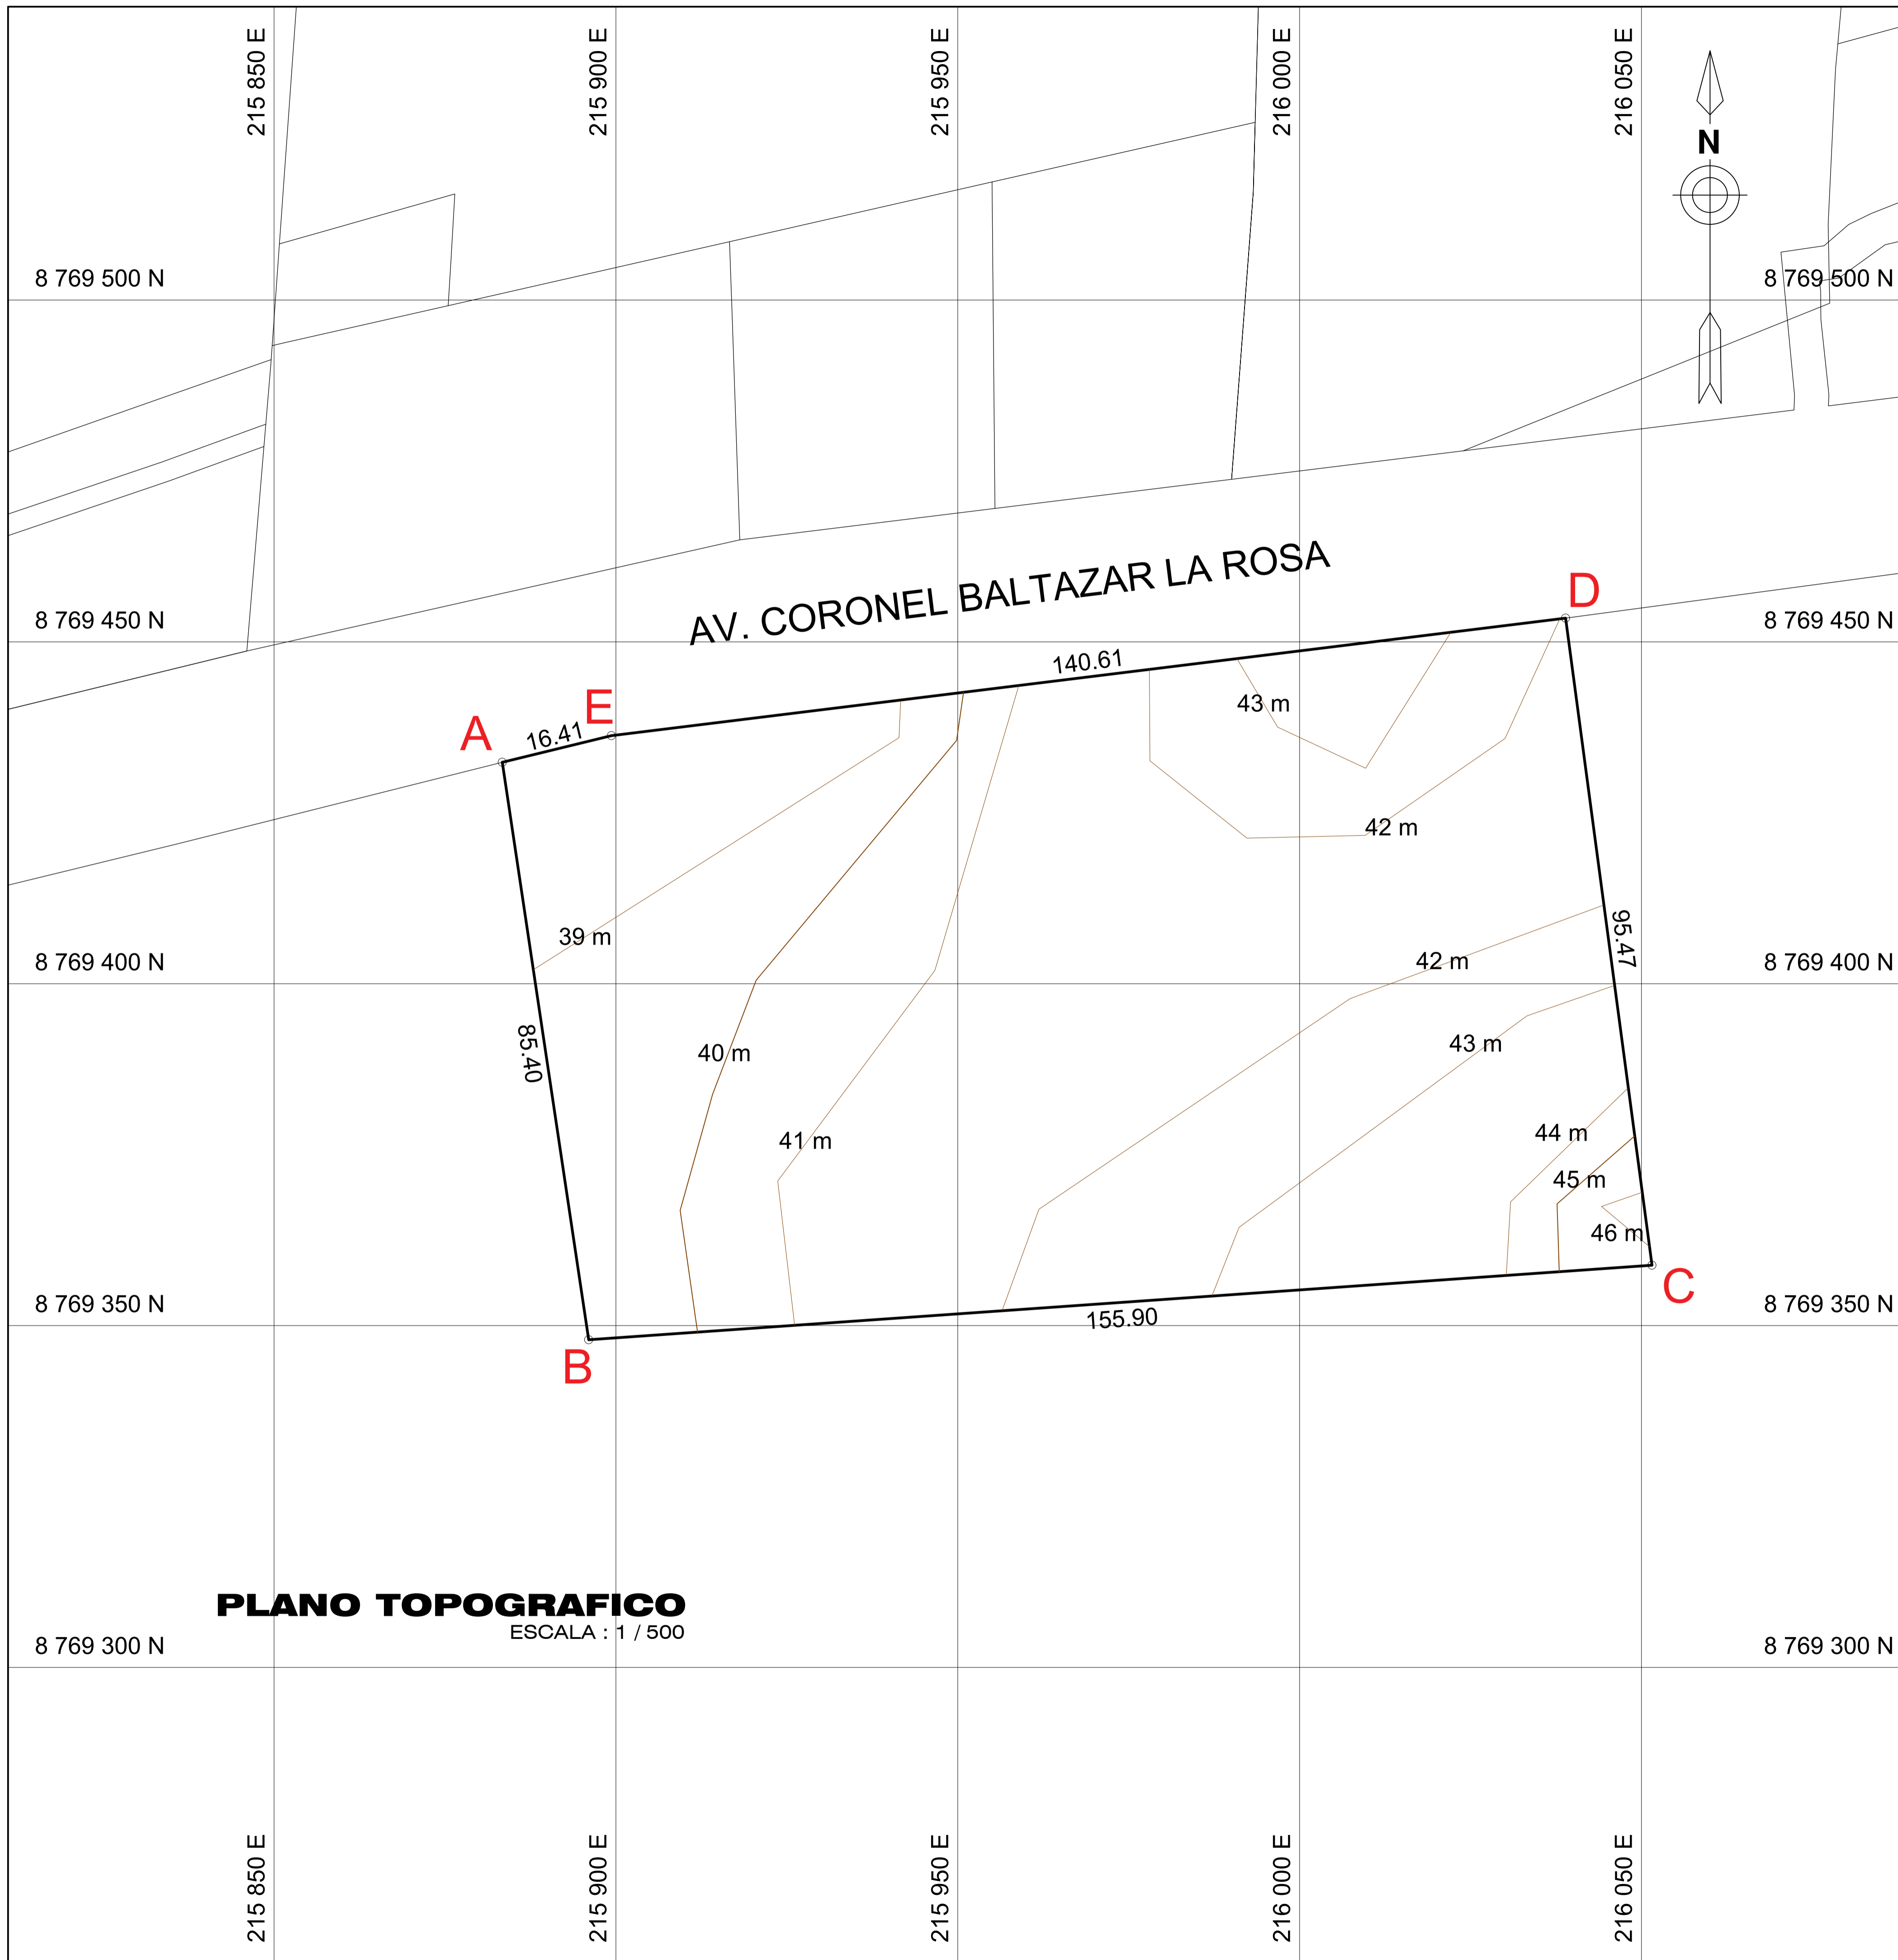 215 850 E
215 900 E
215 950 E
216 000 E
216 050 E
N
8 769 500 N
8 769 500 N
AV. CORONEL BALTAZAR LA ROSA
D
8 769 450 N
8 769 450 N
140.61
E
A
16.41
43 m
42 m
39 m
95.47
8 769 400 N
42 m
8 769 400 N
85.40
40 m
43 m
41 m
44 m
45 m
46 m
C
8 769 350 N
155.90
8 769 350 N
B
PLANO TOPOGRAFICO
ESCALA : 1 / 500
8 769 300 N
8 769 300 N
215 850 E
215 900 E
215 950 E
216 000 E
216 050 E